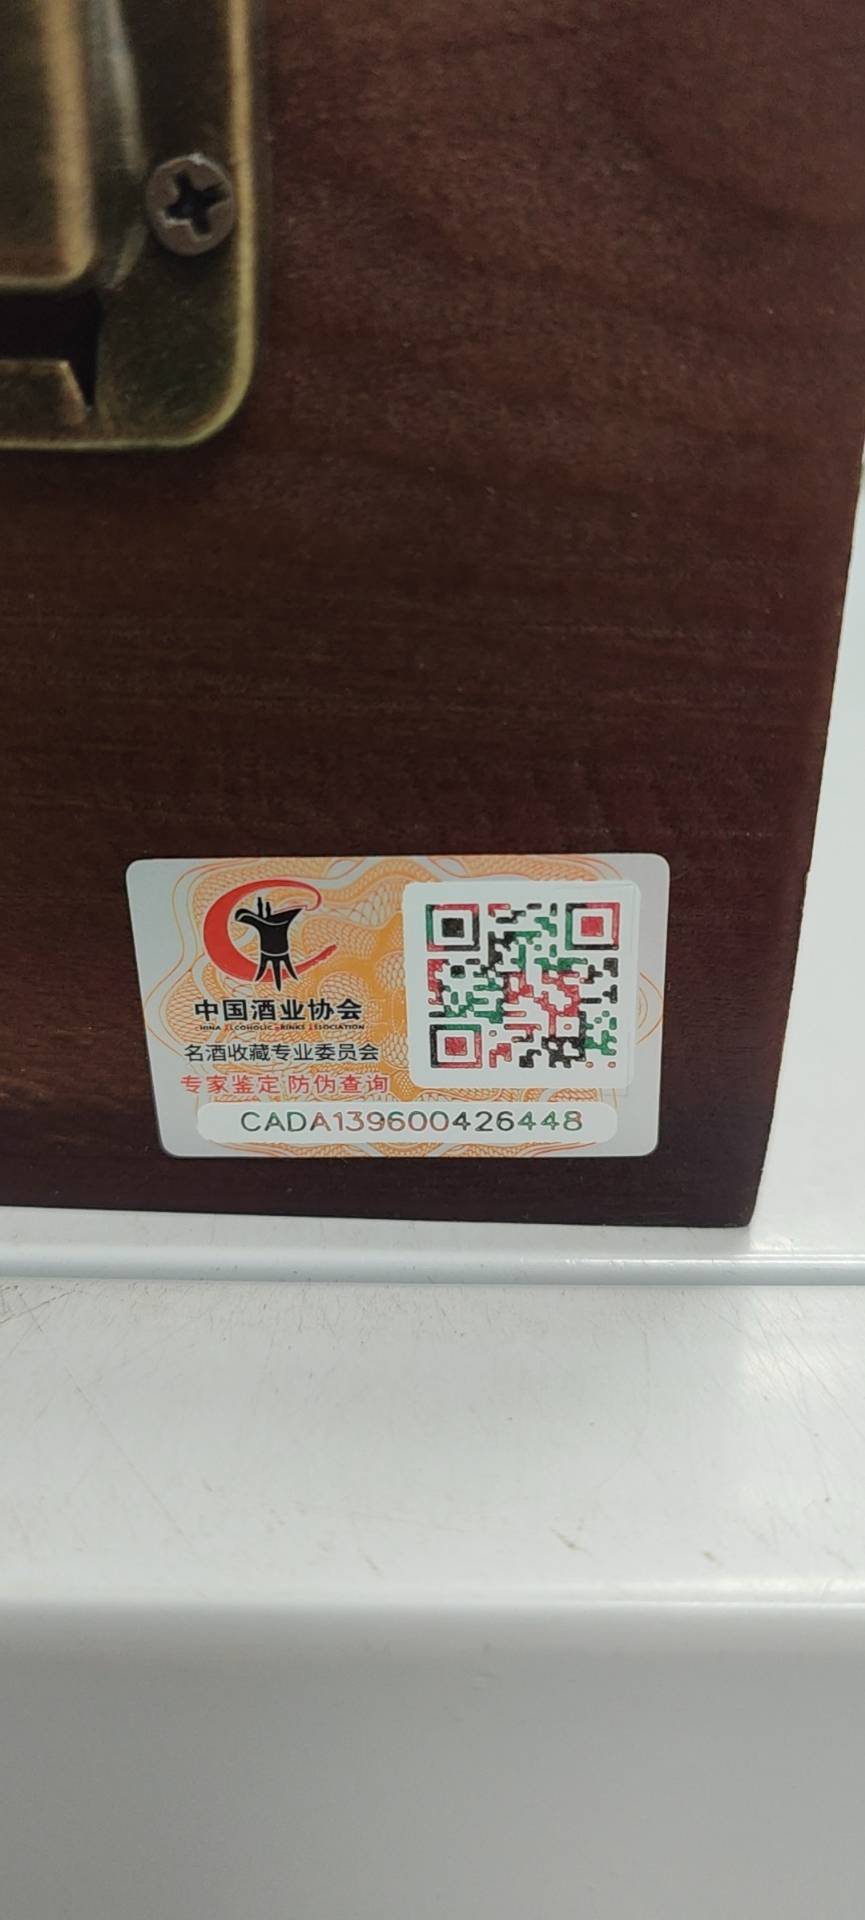 中国酒业协会
CHINA ALCOHOLIC DRINKS ASSOCIATION
名酒收藏专业委员会
专家鉴定 防伪查询
CADA139600426448